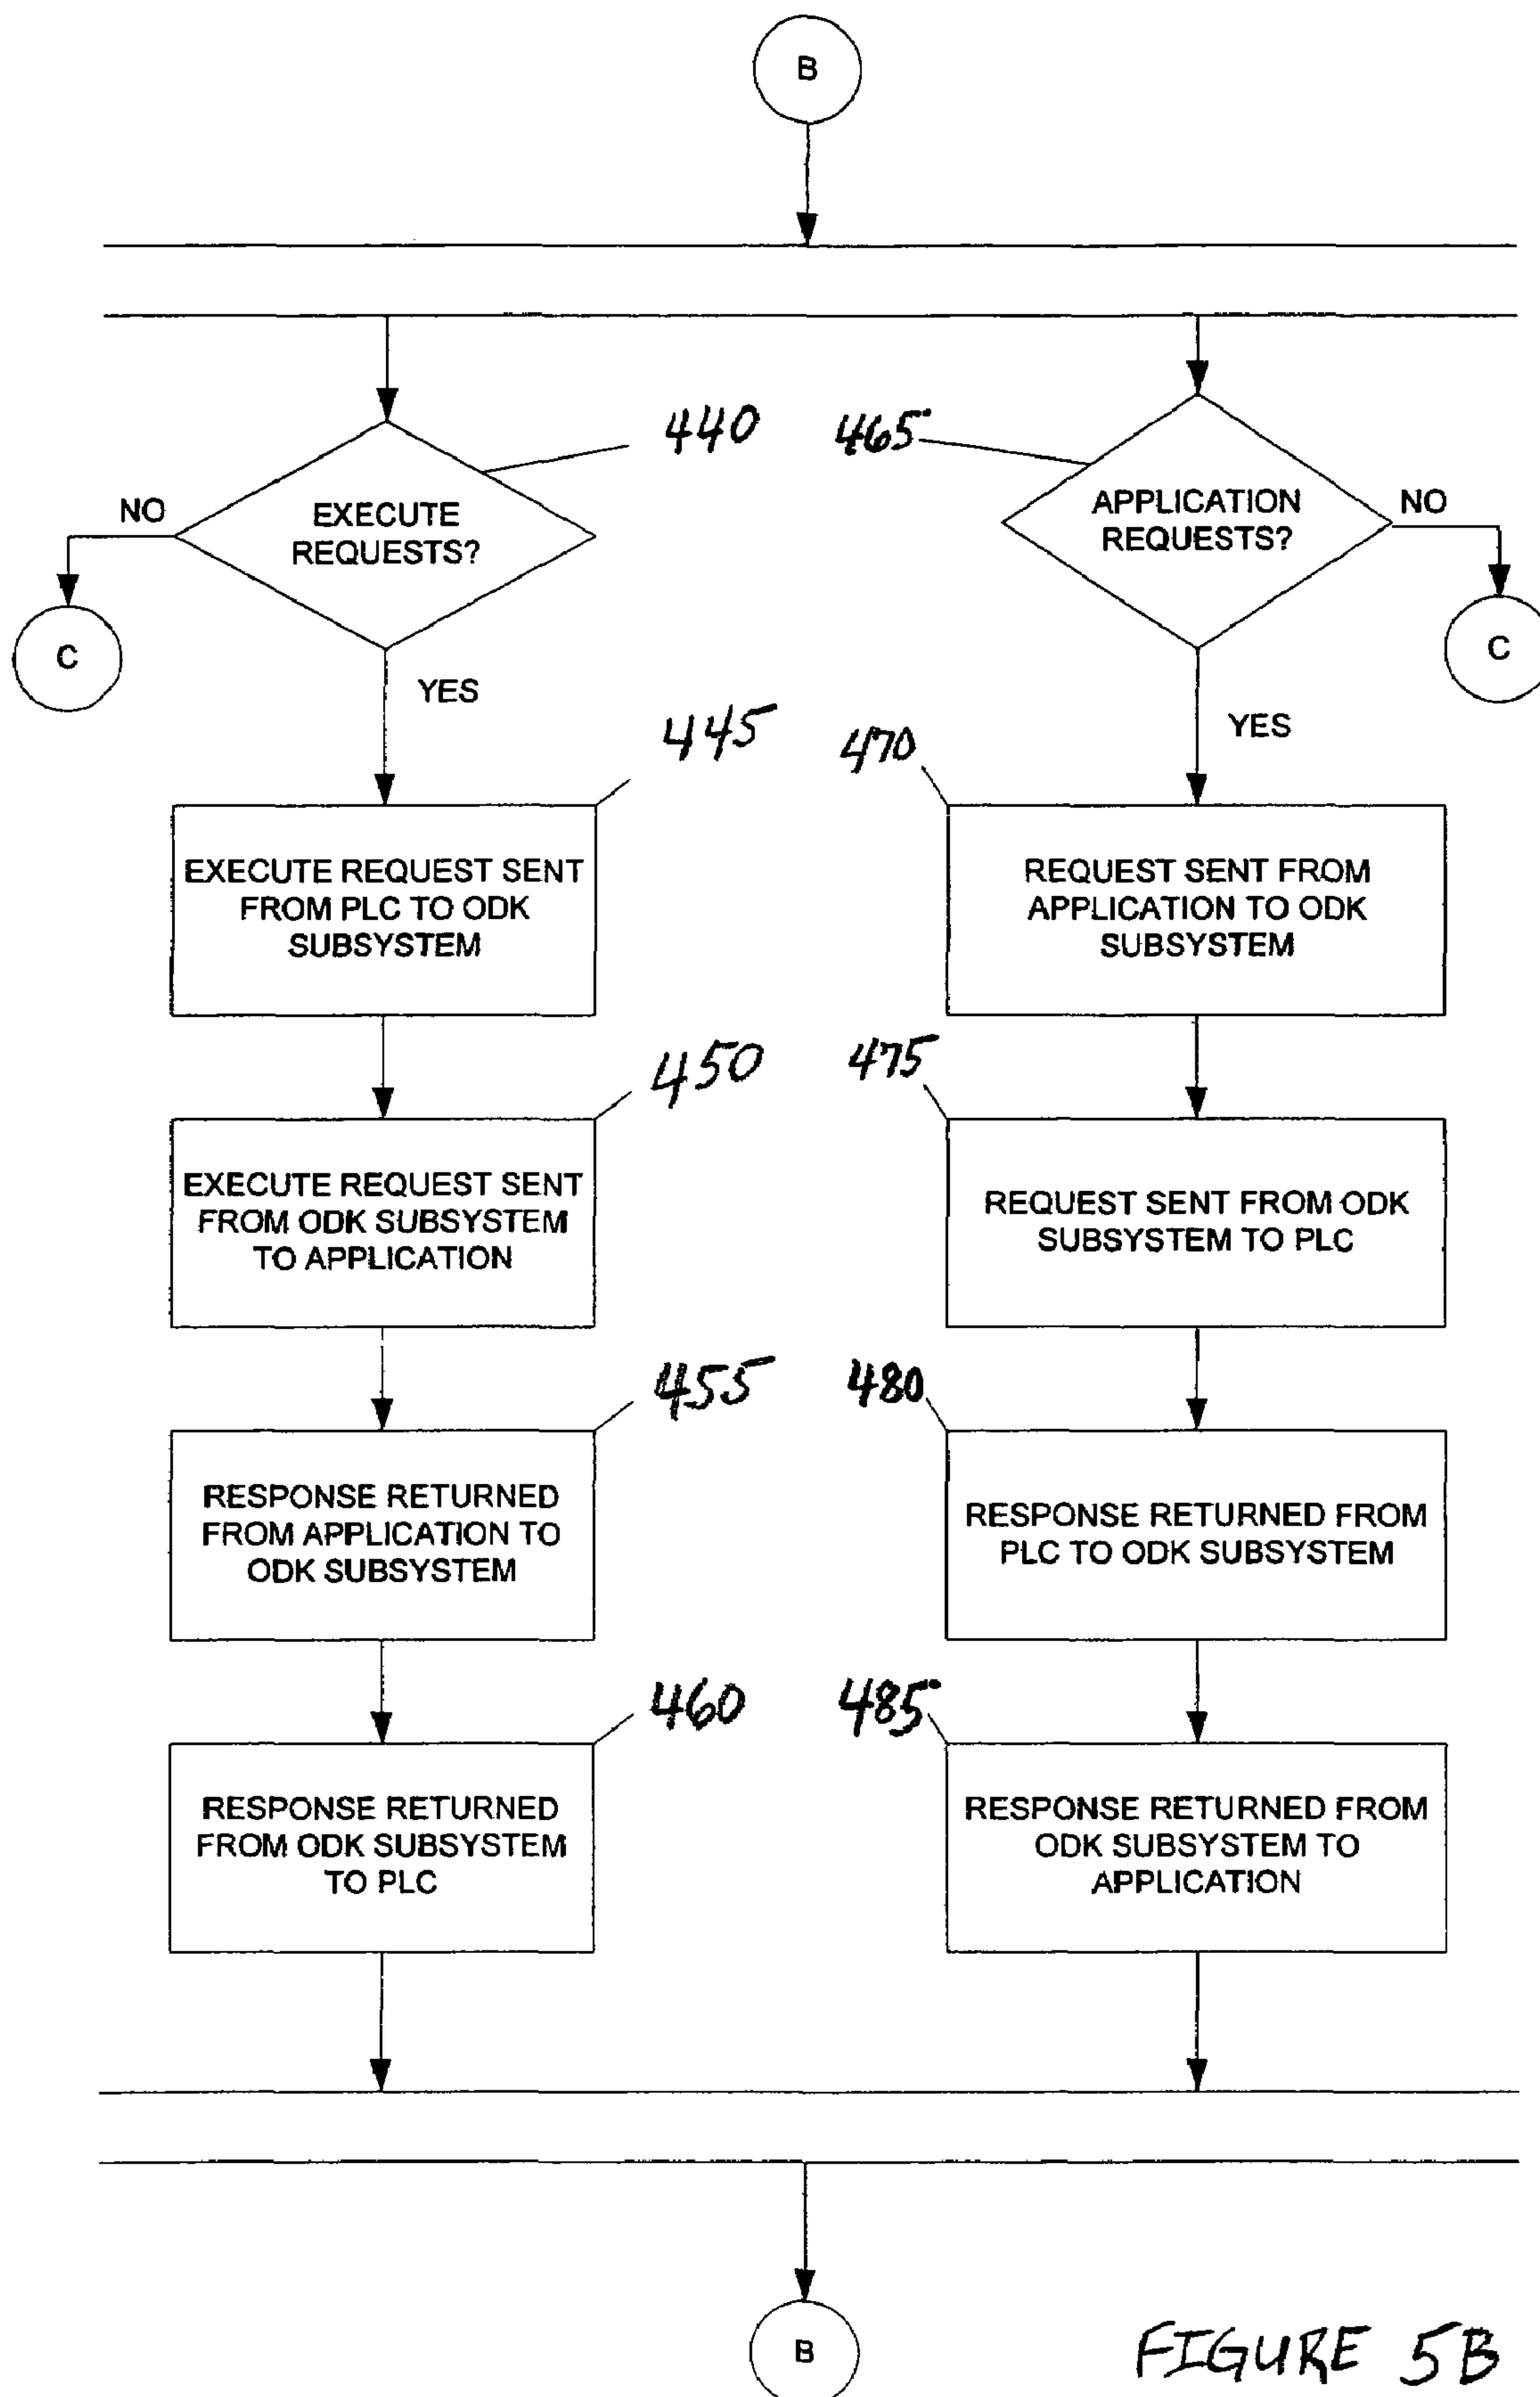 B
440
465
NO
EXECUTE
REQUESTS?
APPLICATION
REQUESTS?
NO
C
C
YES
YES
445
470
EXECUTE REQUEST SENT
FROM PLC TO ODK
SUBSYSTEM
REQUEST SENT FROM
APPLICATION TO ODK
SUBSYSTEM
450
475
EXECUTE REQUEST SENT
FROM ODK SUBSYSTEM
TO APPLICATION
REQUEST SENT FROM ODK
SUBSYSTEM TO PLC
455
480
RESPONSE RETURNED
FROM APPLICATION TO
ODK SUBSYSTEM
RESPONSE RETURNED FROM
PLC TO ODK SUBSYSTEM
460
485
RESPONSE RETURNED
FROM ODK SUBSYSTEM
TO PLC
RESPONSE RETURNED FROM
ODK SUBSYSTEM TO
APPLICATION
B
FIGURE 5B